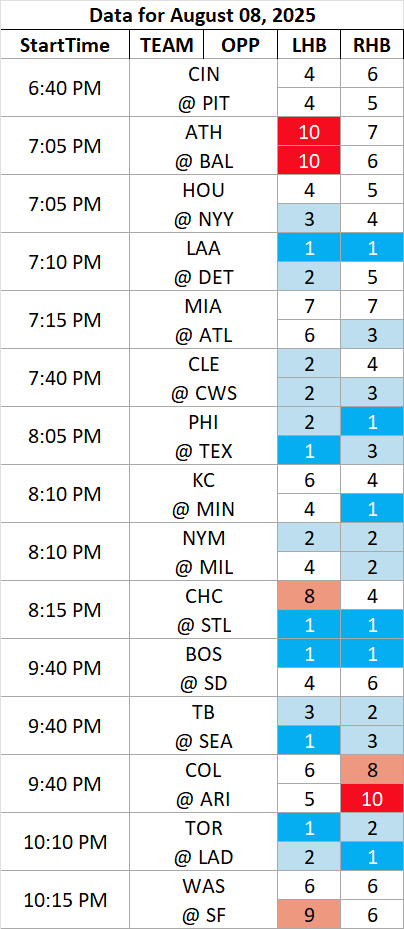 Data for August 08, 2025
StartTime TEAM OPP LHB RHB
6:40 PM CIN 4 6
@ PIT 4 5
7:05 PM ATH 10 7
@ BAL 10 6
7:05 PM HOU 4 5
@ NYY 3 4
7:10 PM LAA 1 1
@ DET 2 5
7:15 PM MIA 7 7
@ ATL 6 3
7:40 PM CLE 2 4
@ CWS 2 3
8:05 PM PHI 2 1
@ TEX 1 3
8:10 PM KC 6 4
@ MIN 4 1
8:10 PM NYM 2 2
@ MIL 4 2
8:15 PM CHC 8 4
@ STL 1 1
9:40 PM BOS 1 1
@ SD 4 6
9:40 PM TB 3 2
@ SEA 1 3
9:40 PM COL 6 8
@ ARI 5 10
10:10 PM TOR 1 2
@ LAD 2 1
10:15 PM WAS 6 6
@ SF 9 6